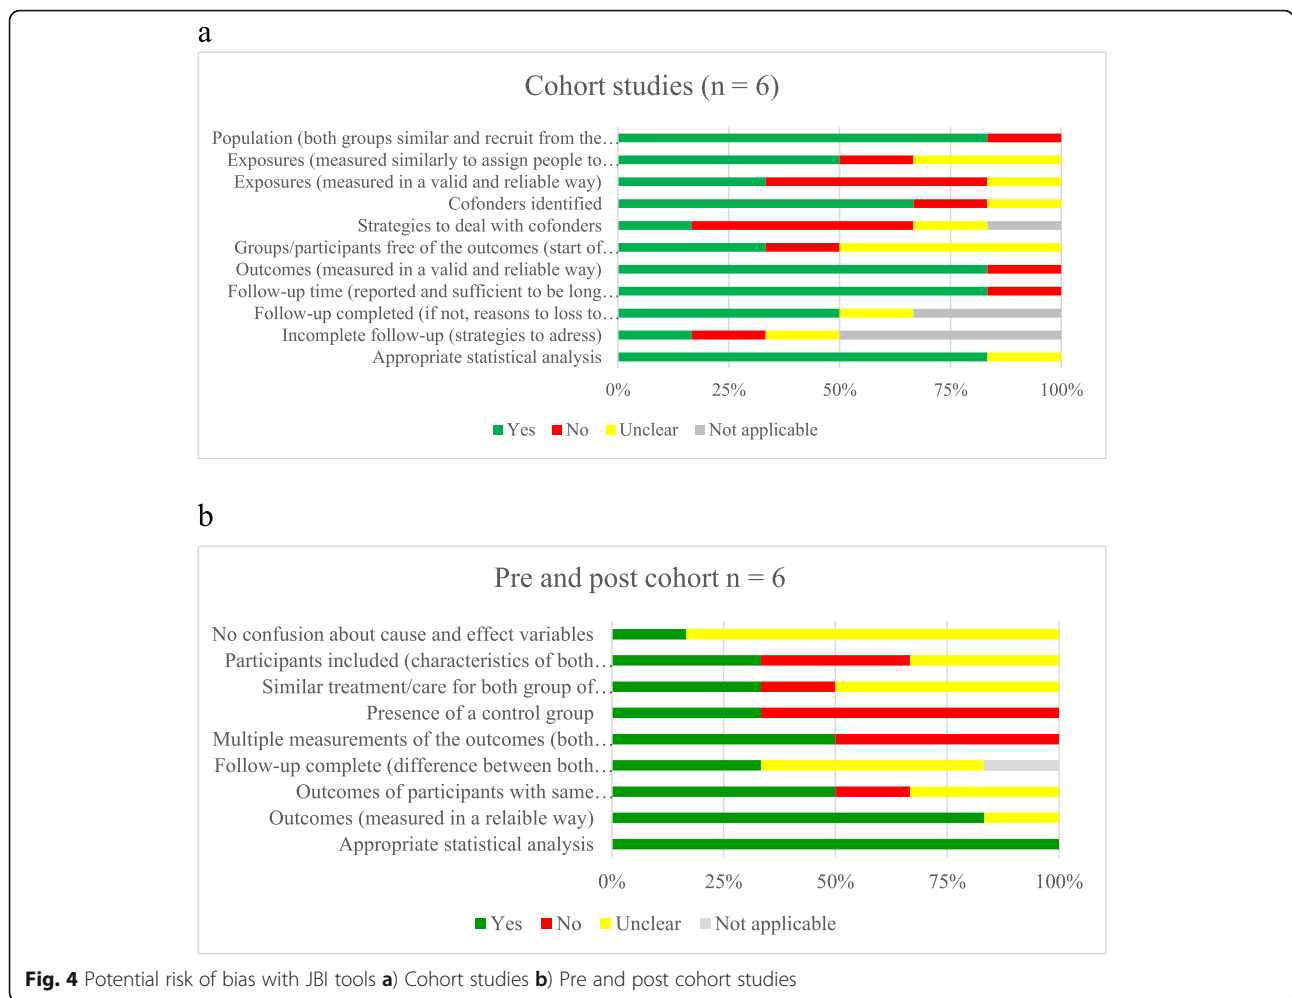 a
Cohort studies (n = 6)
Population (both groups similar and recruit from the…
Exposures (measured similarly to assign people to…
Exposures (measured in a valid and reliable way)
Cofonders identified
Strategies to deal with cofonders
Groups/participants free of the outcomes (start of…
Outcomes (measured in a valid and reliable way)
Follow-up time (reported and sufficient to be long…
Follow-up completed (if not, reasons to loss to…
Incomplete follow-up (strategies to adress)
Appropriate statistical analysis
0% 25% 50% 75% 100%
Yes No Unclear Not applicable
b
Pre and post cohort n = 6
No confusion about cause and effect variables
Participants included (characteristics of both…
Similar treatment/care for both group of…
Presence of a control group
Multiple measurements of the outcomes (both…
Follow-up complete (difference between both…
Outcomes of participants with same…
Outcomes (measured in a relaible way)
Appropriate statistical analysis
0% 25% 50% 75% 100%
Yes No Unclear Not applicable
Fig. 4 Potential risk of bias with JBI tools a) Cohort studies b) Pre and post cohort studies